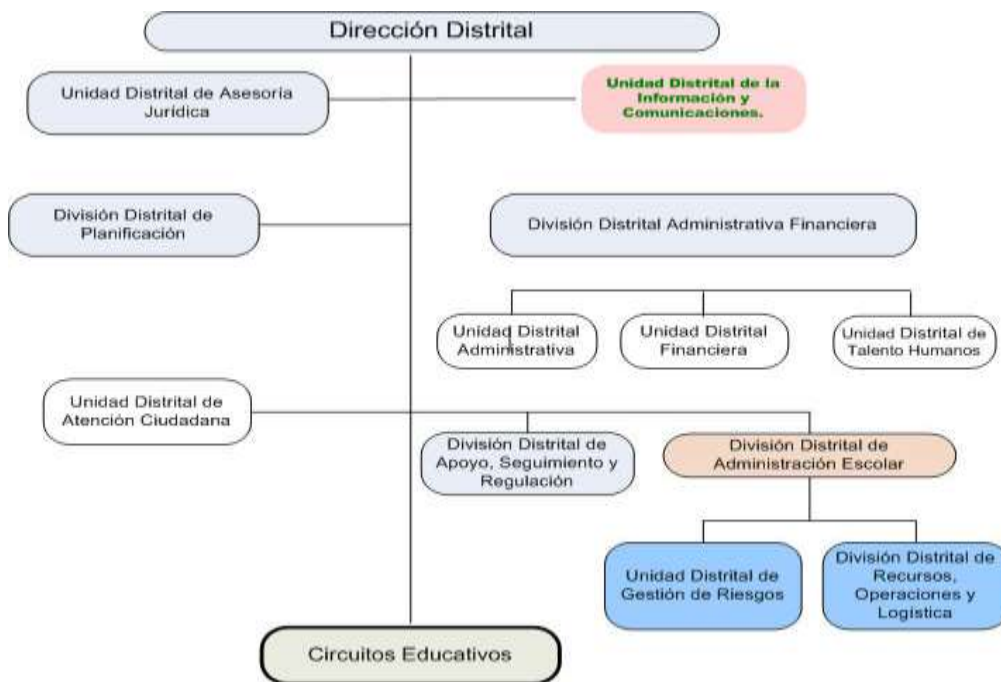 Dirección Distrital
Unidad Distrital de Asesoría
Jurídica
Unidad Distrital de la
Información y
Comunicaciones.
División Distrital de
Planificación
División Distrital Administrativa Financiera
Unidad Distrital
Administrativa
Unidad Distrital
Financiera
Unidad Distrital de
Talento Humanos
Unidad Distrital de
Atención Ciudadana
División Distrital de
Apoyo, Seguimiento y
Regulación
División Distrital de
Administración Escolar
Unidad Distrital de
Gestión de Riesgos
División Distrital de
Recursos,
Operaciones y
Logística
Circuitos Educativos